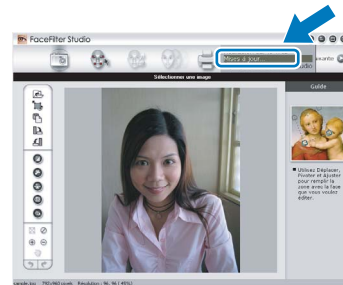 FaceFilter Studio
Mises à jour...
Sélectionner une image
Guide
Utilisez Déplacer,
Pivoter et Ajuster
pour remplir la
zone avec la face
que vous voulez
éditer.